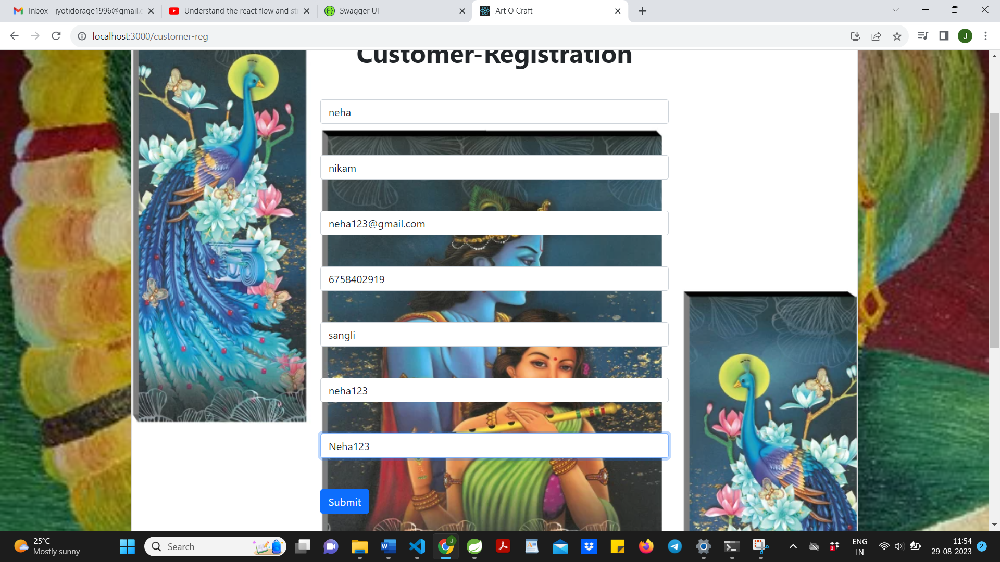 Inbox - jyotidorage1996@gmail.c
Understand the react flow and st
Swagger UI
Art O Craft
localhost:3000/customer-reg
J
Customer-Registration
neha
nikam
neha123@gmail.com
6758402919
sangli
neha123
Neha123
Submit
25°C
Mostly sunny
Search
J
3
ENG
IN
11:54
29-08-2023
2